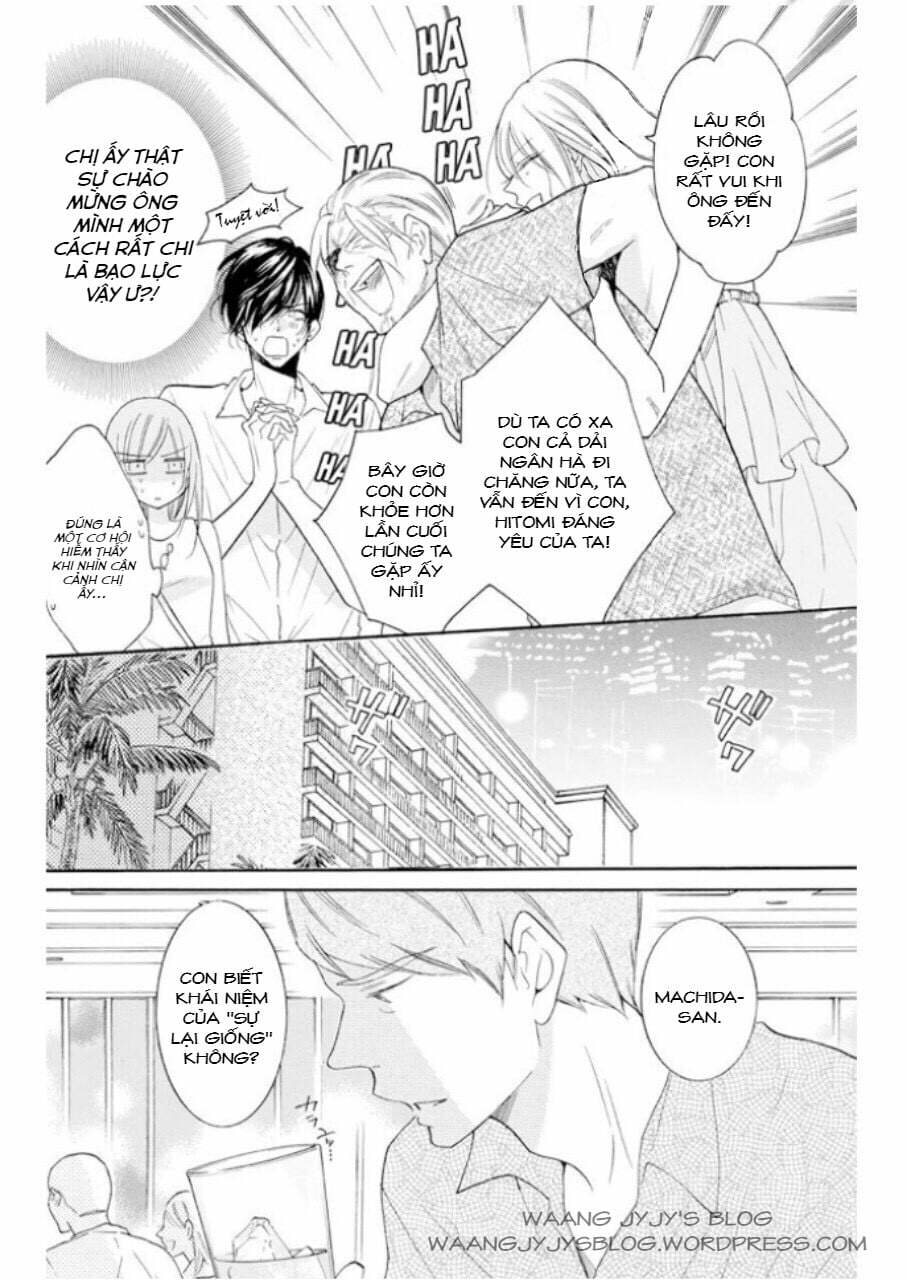 LÂU RỒI
KHÔNG
GẶP! CON
RẤT VUI KHI
ÔNG ĐẾN
ĐẤY!
HA
HA
HA
HA
HA
HA
HA
HA
HA
CHỊ ẤY THẬT
SỰ CHÀO
MỪNG ÔNG
MÌNH MỘT
CÁCH RẤT CHI
LÀ BẠO LỰC
VẬY Ư?!
Tuyệt vời!
DÙ TA CÓ XA
CON CẢ DẢI
NGÂN HÀ ĐI
CHĂNG NỮA, TA
VẪN ĐẾN VÌ CON,
HITOMI ĐÁNG
YÊU CỦA TA!
BÂY GIỜ
CON CÒN
KHỎE HƠN
LẦN CUỐI
CHÚNG TA
GẶP ẤY
NHỈ!
ĐÚNG LÀ
MỘT CƠ HỘI
HIẾM THẤY
KHI NHÌN CẬN
CẢNH CHỊ
ẤY...
ザワ
ザワ
MACHIDA-
SAN.
CON BIẾT
KHÁI NIỆM
CỦA "SỰ
LẠI GIỐNG"
KHÔNG?
WAANG JYJY'S BLOG
WAANGJYJYSBLOG.WORDPRESS.COM